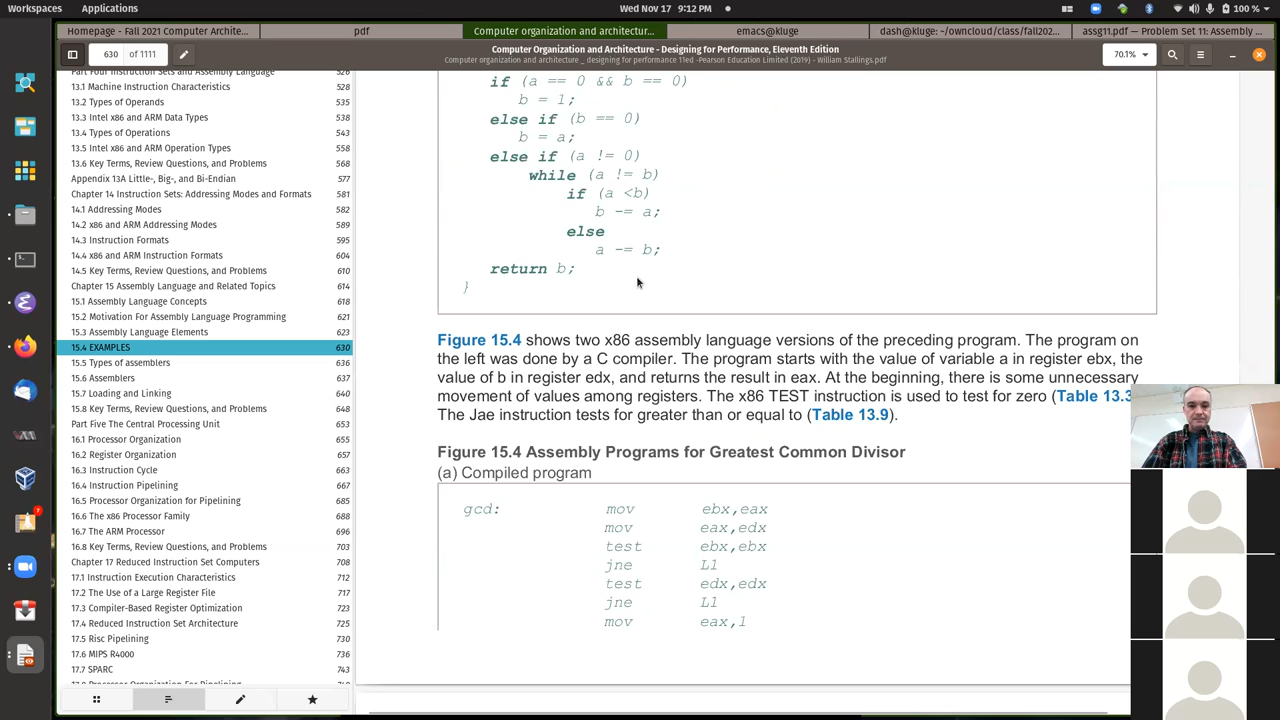 Workspaces Applications Wed Nov 17 9:12 PM 100 %
Homepage - Fall 2021 Computer Archite... pdf Computer organization and architectur... emacs@kluge dash@kluge: ~/owncloud/class/fall202... assg11.pdf — Problem Set 11: Assembly ...
630 of 1111 Computer Organization and Architecture - Designing for Performance, Eleventh Edition 70.1%
Computer organization and architecture _ designing for performance 11ed -Pearson Education Limited (2019) - William Stallings.pdf
Part Four Instruction Sets and Assembly Language 526
13.1 Machine Instruction Characteristics 528
13.2 Types of Operands 535
13.3 Intel x86 and ARM Data Types 538
13.4 Types of Operations 543
13.5 Intel x86 and ARM Operation Types 558
13.6 Key Terms, Review Questions, and Problems 568
Appendix 13A Little-, Big-, and Bi-Endian 577
Chapter 14 Instruction Sets: Addressing Modes and Formats 581
14.1 Addressing Modes 582
14.2 x86 and ARM Addressing Modes 589
14.3 Instruction Formats 595
14.4 x86 and ARM Instruction Formats 604
14.5 Key Terms, Review Questions, and Problems 610
Chapter 15 Assembly Language and Related Topics 614
15.1 Assembly Language Concepts 618
15.2 Motivation For Assembly Language Programming 621
15.3 Assembly Language Elements 623
15.4 EXAMPLES 630
15.5 Types of assemblers 636
15.6 Assemblers 637
15.7 Loading and Linking 640
15.8 Key Terms, Review Questions, and Problems 648
Part Five The Central Processing Unit 653
16.1 Processor Organization 655
16.2 Register Organization 657
16.3 Instruction Cycle 663
16.4 Instruction Pipelining 667
16.5 Processor Organization for Pipelining 685
16.6 The x86 Processor Family 688
16.7 The ARM Processor 696
16.8 Key Terms, Review Questions, and Problems 703
Chapter 17 Reduced Instruction Set Computers 708
17.1 Instruction Execution Characteristics 712
17.2 The Use of a Large Register File 717
17.3 Compiler-Based Register Optimization 723
17.4 Reduced Instruction Set Architecture 725
17.5 Risc Pipelining 730
17.6 MIPS R4000 736
17.7 SPARC 743
if (a == 0 && b == 0)
b = 1;
else if (b == 0)
b = a;
else if (a != 0)
while (a != b)
if (a <b)
b -= a;
else
a -= b;
return b;
}
Figure 15.4 shows two x86 assembly language versions of the preceding program. The program on
the left was done by a C compiler. The program starts with the value of variable a in register ebx, the
value of b in register edx, and returns the result in eax. At the beginning, there is some unnecessary
movement of values among registers. The x86 TEST instruction is used to test for zero (Table 13.3
The Jae instruction tests for greater than or equal to (Table 13.9).
Figure 15.4 Assembly Programs for Greatest Common Divisor
(a) Compiled program
gcd: mov ebx,eax
mov eax,edx
test ebx,ebx
jne L1
test edx,edx
jne L1
mov eax,1